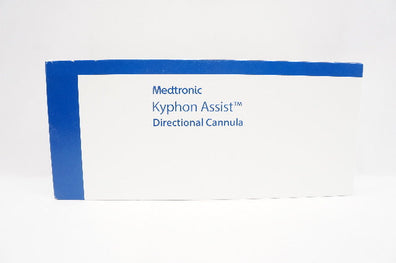 Medtronic
Kyphon Assist™
Directional Cannula